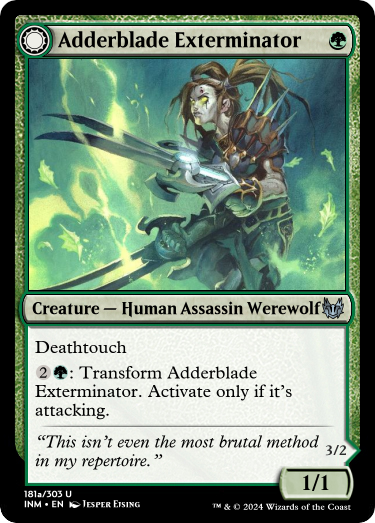 Adderblade Exterminator
Creature — Human Assassin Werewolf
Deathtouch
2: Transform Adderblade
Exterminator. Activate only if it's
attacking.
“This isn't even the most brutal method
in my repertoire.”
3/2
1/1
181a/303 U
INM • EN Jesper Ejsing
™ & © 2024 Wizards of the Coast